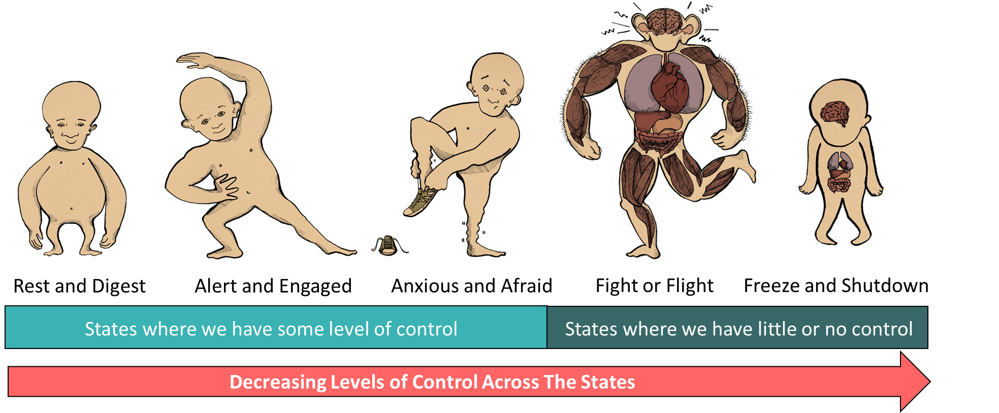 Rest and Digest
Alert and Engaged
Anxious and Afraid
Fight or Flight
Freeze and Shutdown
States where we have some level of control
States where we have little or no control
Decreasing Levels of Control Across The States